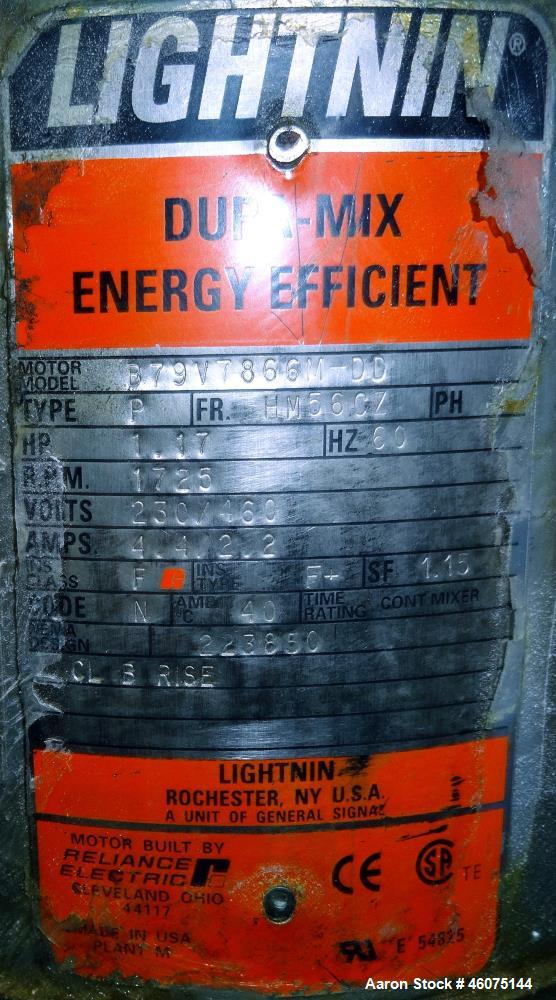 LIGHTNIN®
DURA-MIX
ENERGY EFFICIENT
MOTOR MODEL B79V7866M-DD
TYPE P FR. HM56CZ PH
HP 1.17 HZ 60
R.P.M. 1725
VOLTS 230/460
AMPS. 4.4/2.2
INS CLASS F INS TYPE F+ SF 1.15
CODE N AMB °C 40 TIME RATING CONT MIXER
NEMA DESIGN 223850
CL B RISE
LIGHTNIN
ROCHESTER, NY U.S.A.
A UNIT OF GENERAL SIGNAL
MOTOR BUILT BY
RELIANCE
ELECTRIC
CLEVELAND OHIO
44117
MADE IN USA
PLANT M
CE SA TE
"E" 54825
Aaron Stock # 46075144